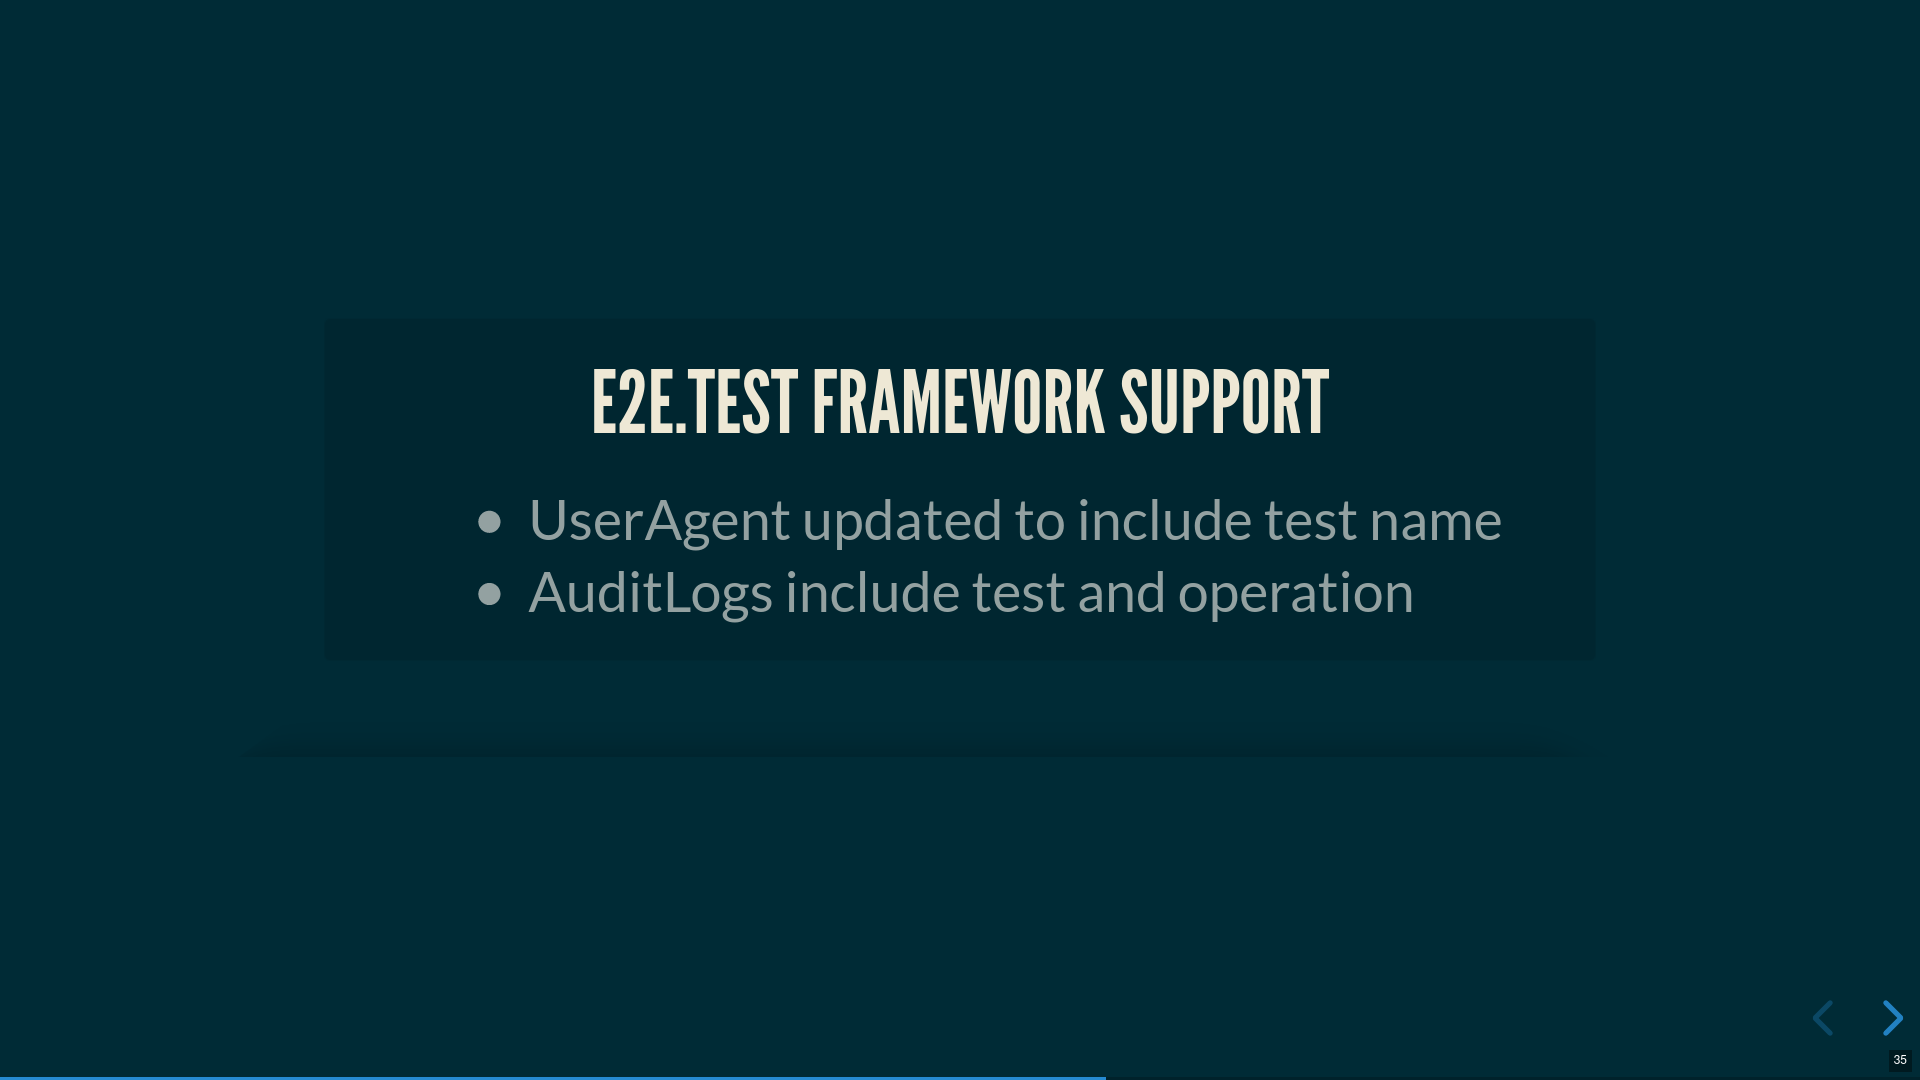 E2E.TEST FRAMEWORK SUPPORT
● UserAgent updated to include test name
● AuditLogs include test and operation
35